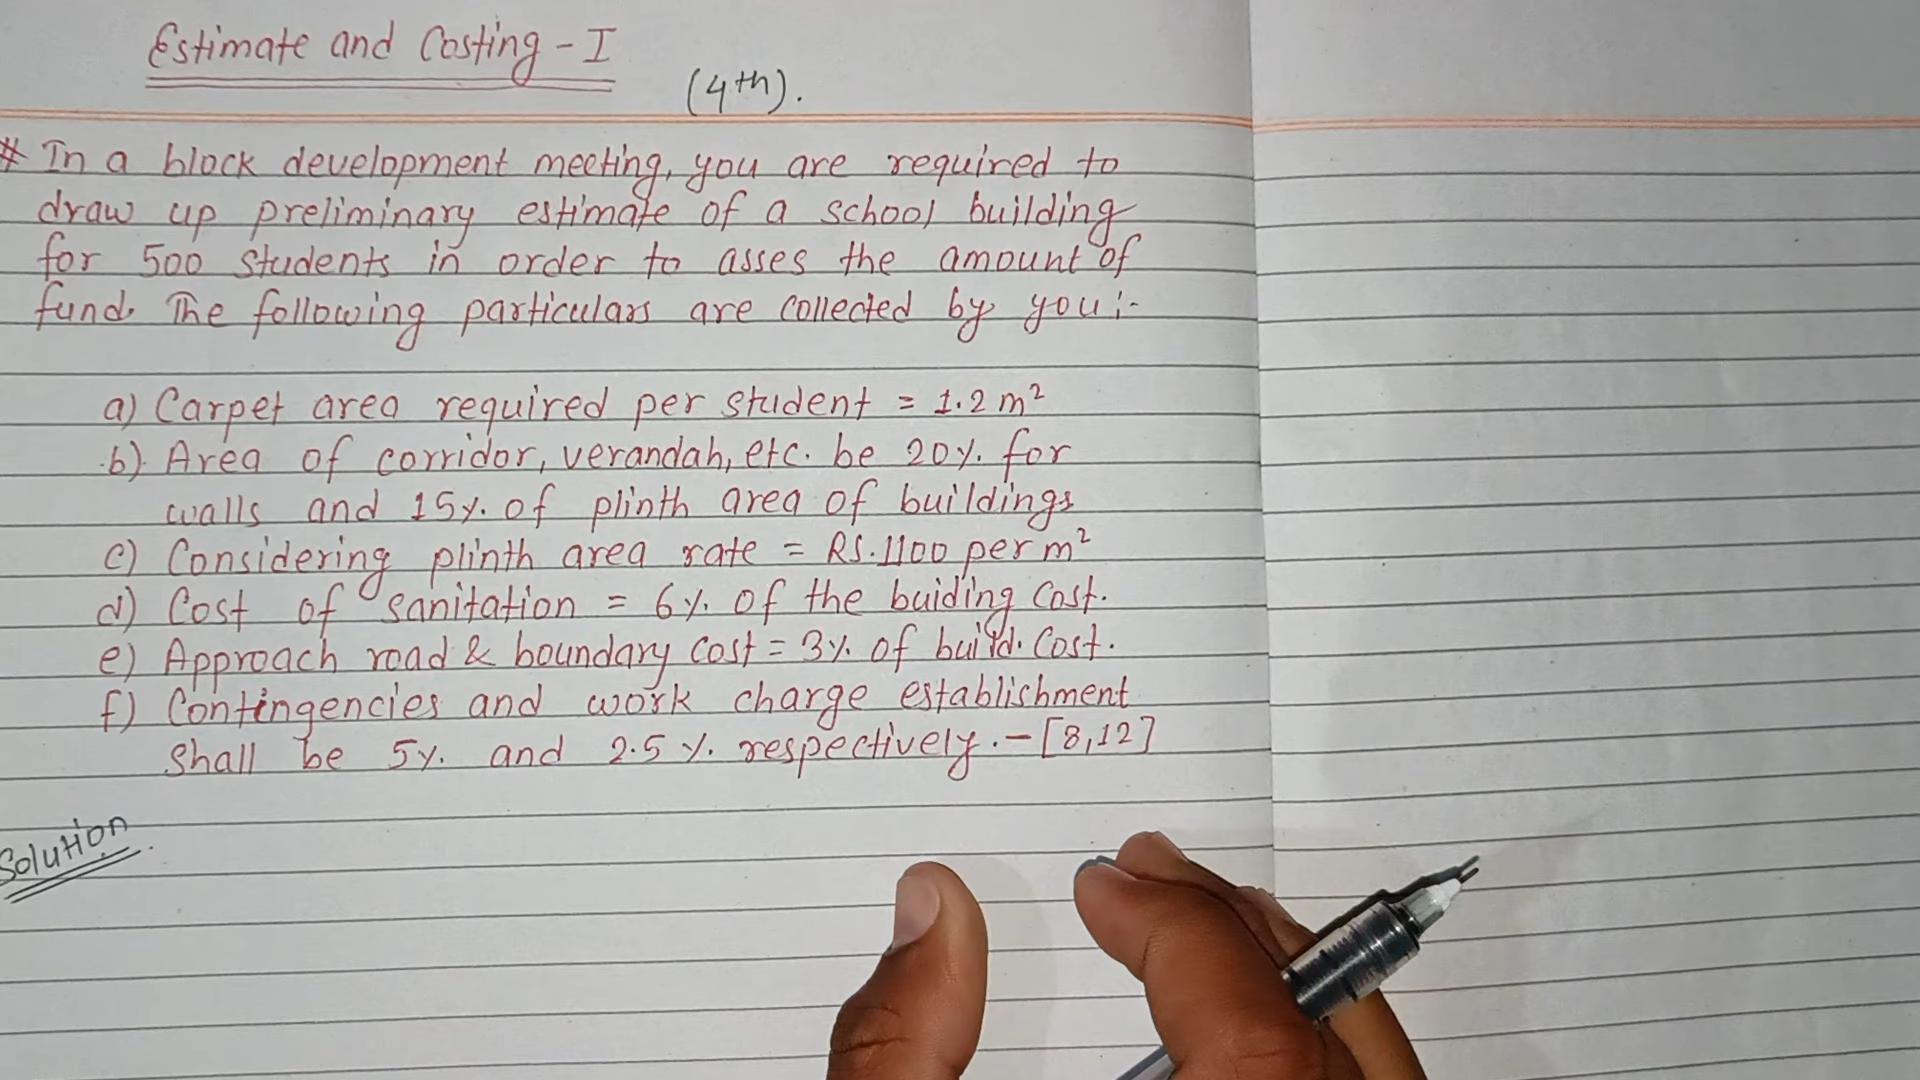 Estimate and Costing - I
(4th).
# In a block development meeting, you are required to
draw up preliminary estimate of a school building
for 500 students in order to asses the amount of
fund. The following particulars are collected by you :-
a) Carpet area required per student = 1.2 m²
b) Area of corridor, verandah, etc. be 20% for
walls and 15% of plinth area of buildings
c) Considering plinth area rate = RS. 1100 per m²
d) Cost of sanitation = 6% of the buiding Cost.
e) Approach road & boundary Cost = 3% of build. Cost.
f) Contingencies and work charge establishment
Shall be 5% and 2.5% respectively. - [8,12]
Solution